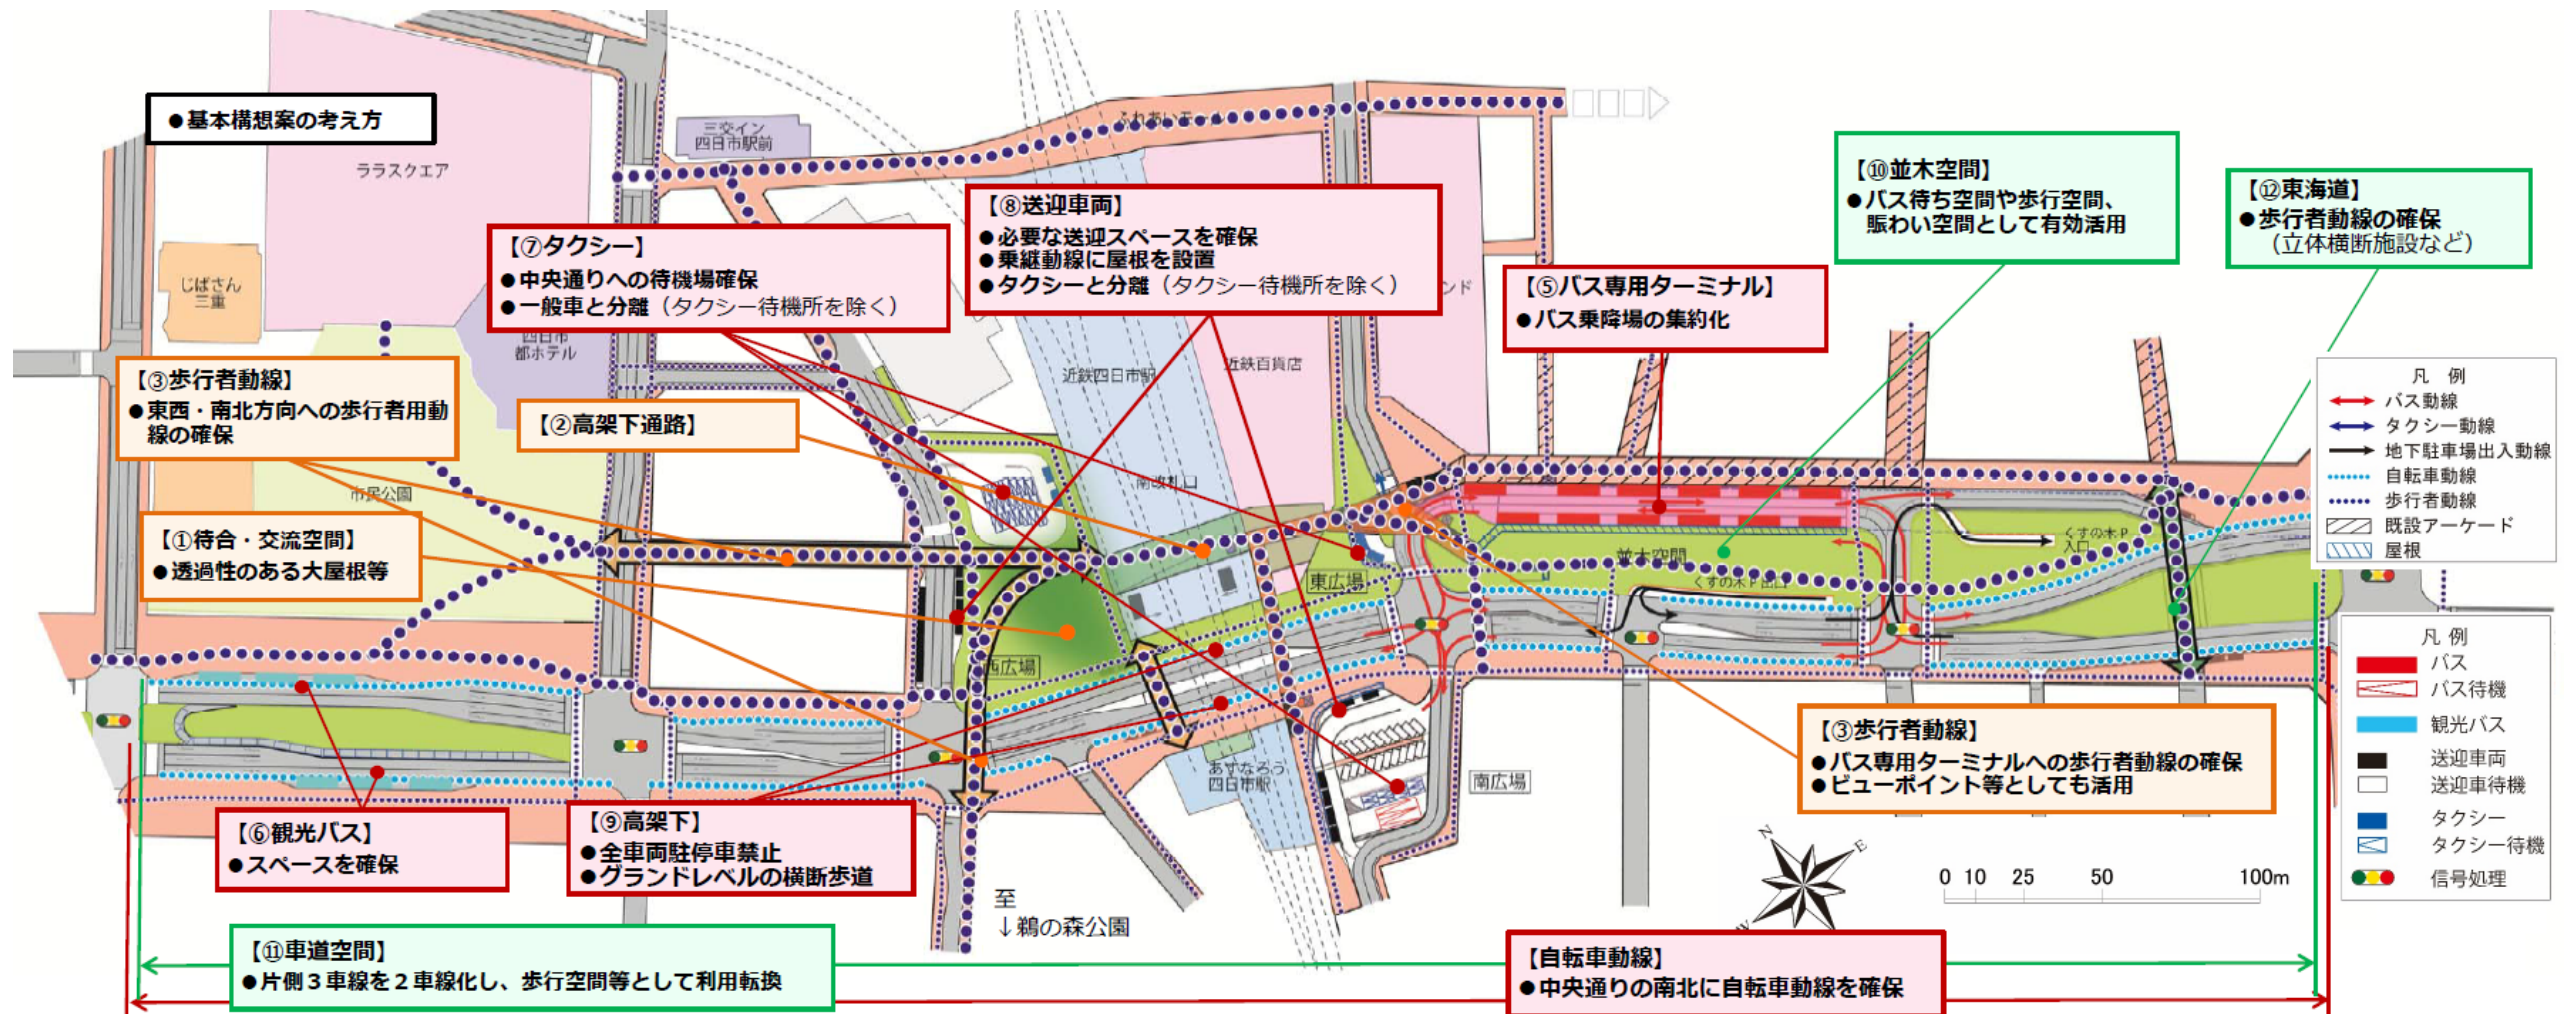 ●基本構想案の考え方
ララスクエア
三交イン
四日市駅前
ふれあいモール
じばさん
三重
四日市
都ホテル
【⑦タクシー】
●中央通りへの待機場確保
●一般車と分離（タクシー待機所を除く）
【⑧送迎車両】
●必要な送迎スペースを確保
●乗継動線に屋根を設置
●タクシーと分離（タクシー待機所を除く）
ンド
【⑤バス専用ターミナル】
●バス乗降場の集約化
【⑩並木空間】
●バス待ち空間や歩行空間、
賑わい空間として有効活用
【⑫東海道】
●歩行者動線の確保
（立体横断施設など）
【③歩行者動線】
●東西・南北方向への歩行者用動
線の確保
【②高架下通路】
近鉄四日市駅
近鉄百貨店
南改札口
市民公園
【①待合・交流空間】
●透過性のある大屋根等
東広場
西広場
並木空間
くすの木P
入口
くすの木P出口
凡　例
バス動線
タクシー動線
地下駐車場出入動線
自転車動線
歩行者動線
既設アーケード
屋根
凡 例
バス
バス待機
観光バス
送迎車両
送迎車待機
タクシー
タクシー待機
信号処理
あすなろう
四日市駅
南広場
【③歩行者動線】
●バス専用ターミナルへの歩行者動線の確保
●ビューポイント等としても活用
【⑥観光バス】
●スペースを確保
【⑨高架下】
●全車両駐停車禁止
●グランドレベルの横断歩道
至
↓鵜の森公園
N
E
W
0 10 25 50 100m
【⑪車道空間】
●片側３車線を２車線化し、歩行空間等として利用転換
【自転車動線】
●中央通りの南北に自転車動線を確保